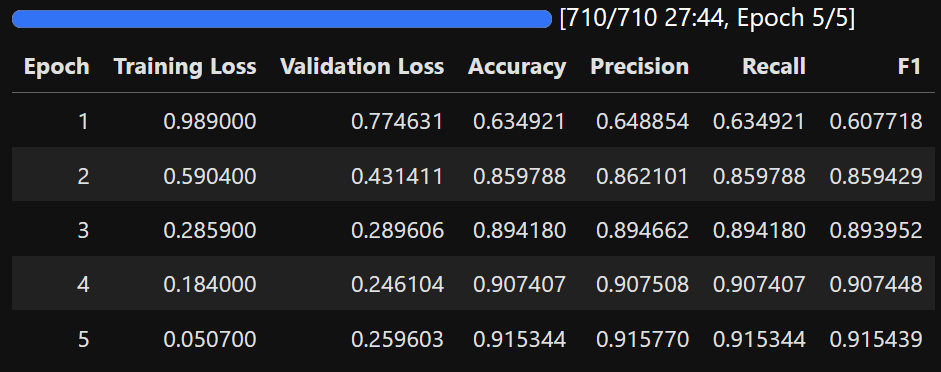 [710/710 27:44, Epoch 5/5]
Epoch Training Loss Validation Loss Accuracy Precision Recall F1
1 0.989000 0.774631 0.634921 0.648854 0.634921 0.607718
2 0.590400 0.431411 0.859788 0.862101 0.859788 0.859429
3 0.285900 0.289606 0.894180 0.894662 0.894180 0.893952
4 0.184000 0.246104 0.907407 0.907508 0.907407 0.907448
5 0.050700 0.259603 0.915344 0.915770 0.915344 0.915439